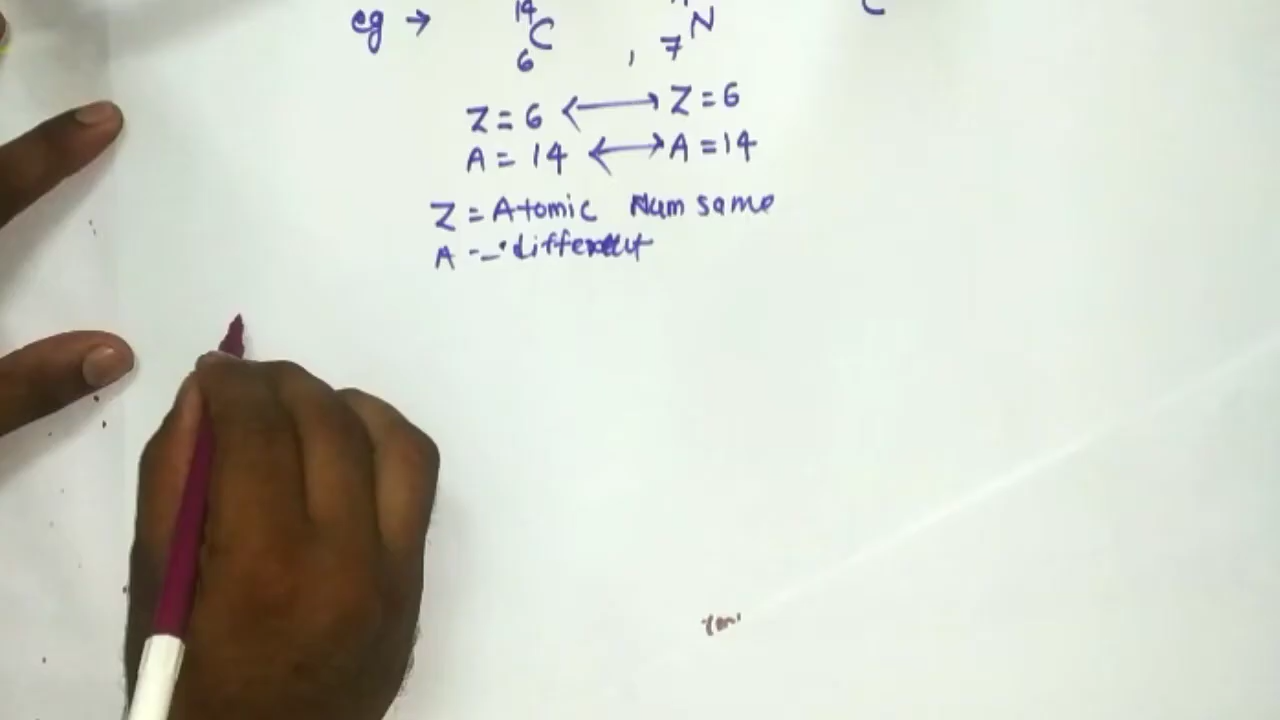 eg → ¹⁴₆C , ₇N
Z = 6 ⟷ Z = 6
A = 14 ⟷ A = 14
Z = Atomic Num same
A - different